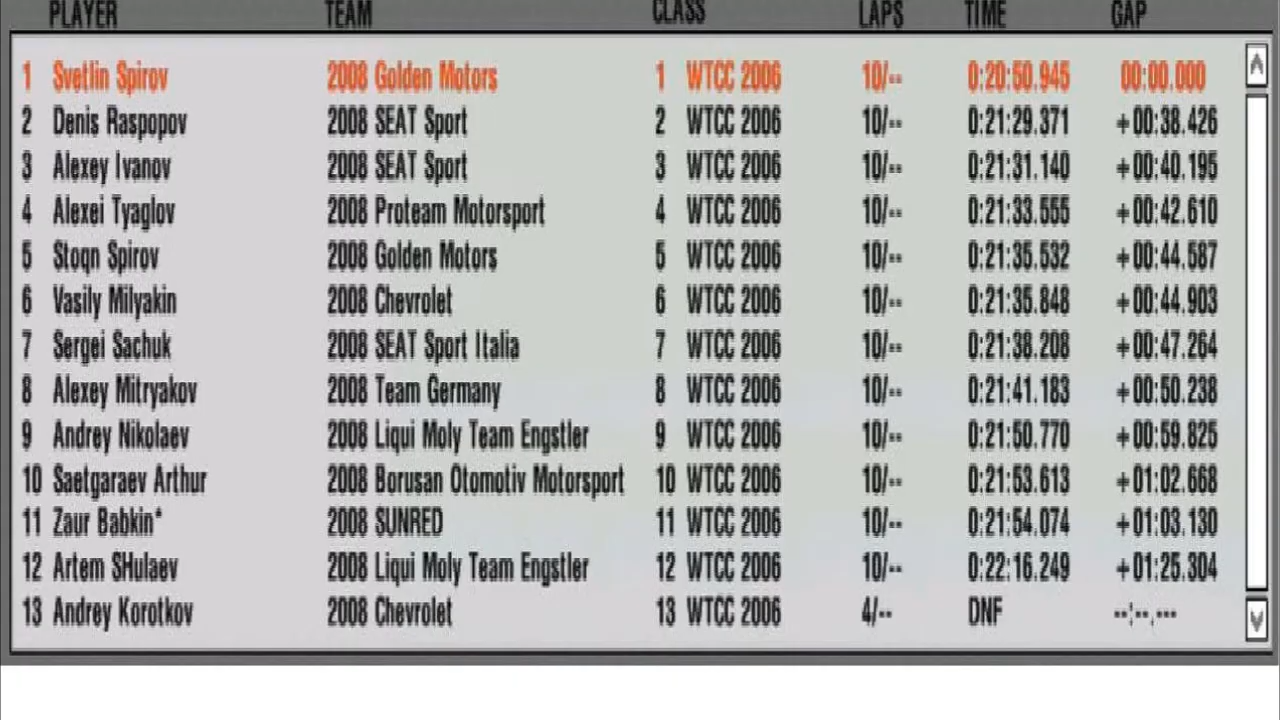 PLAYER TEAM CLASS LAPS TIME GAP
1 Svetlin Spirov 2008 Golden Motors 1 WTCC 2006 10/-- 0:20:50.945 00:00.000
2 Denis Raspopov 2008 SEAT Sport 2 WTCC 2006 10/-- 0:21:29.371 +00:38.426
3 Alexey Ivanov 2008 SEAT Sport 3 WTCC 2006 10/-- 0:21:31.140 +00:40.195
4 Alexei Tyaglov 2008 Proteam Motorsport 4 WTCC 2006 10/-- 0:21:33.555 +00:42.610
5 Stoqn Spirov 2008 Golden Motors 5 WTCC 2006 10/-- 0:21:35.532 +00:44.587
6 Vasily Milyakin 2008 Chevrolet 6 WTCC 2006 10/-- 0:21:35.848 +00:44.903
7 Sergei Sachuk 2008 SEAT Sport Italia 7 WTCC 2006 10/-- 0:21:38.208 +00:47.264
8 Alexey Mitryakov 2008 Team Germany 8 WTCC 2006 10/-- 0:21:41.183 +00:50.238
9 Andrey Nikolaev 2008 Liqui Moly Team Engstler 9 WTCC 2006 10/-- 0:21:50.770 +00:59.825
10 Saetgaraev Arthur 2008 Borusan Otomotiv Motorsport 10 WTCC 2006 10/-- 0:21:53.613 +01:02.668
11 Zaur Babkin* 2008 SUNRED 11 WTCC 2006 10/-- 0:21:54.074 +01:03.130
12 Artem SHulaev 2008 Liqui Moly Team Engstler 12 WTCC 2006 10/-- 0:22:16.249 +01:25.304
13 Andrey Korotkov 2008 Chevrolet 13 WTCC 2006 4/-- DNF --:--.---